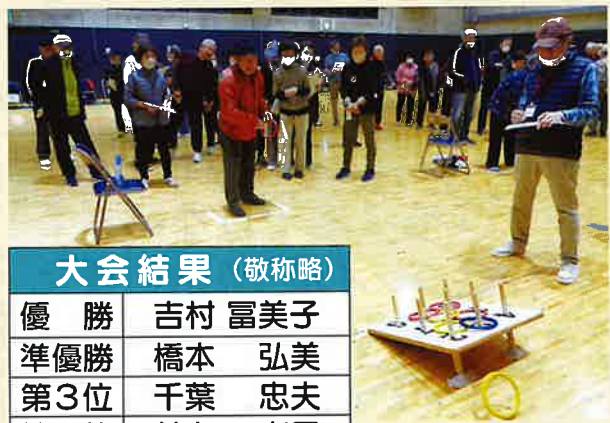 大会結果（敬称略）
優勝 吉村 冨美子
準優勝 橋本 弘美
第3位 千葉 忠夫